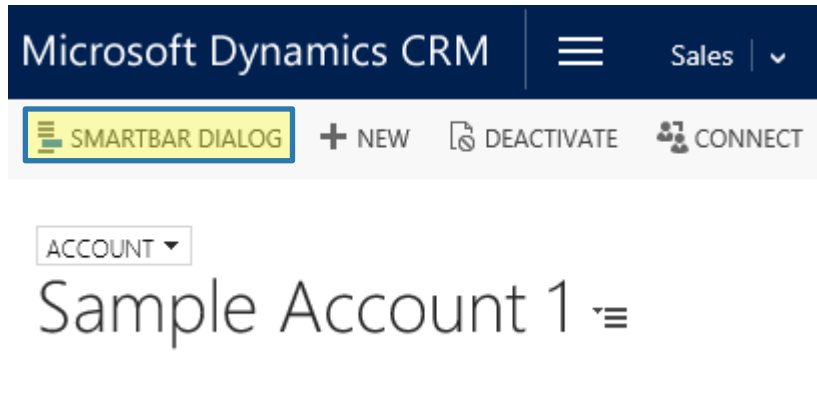 Microsoft Dynamics CRM Sales
SMARTBAR DIALOG NEW DEACTIVATE CONNECT
ACCOUNT
Sample Account 1